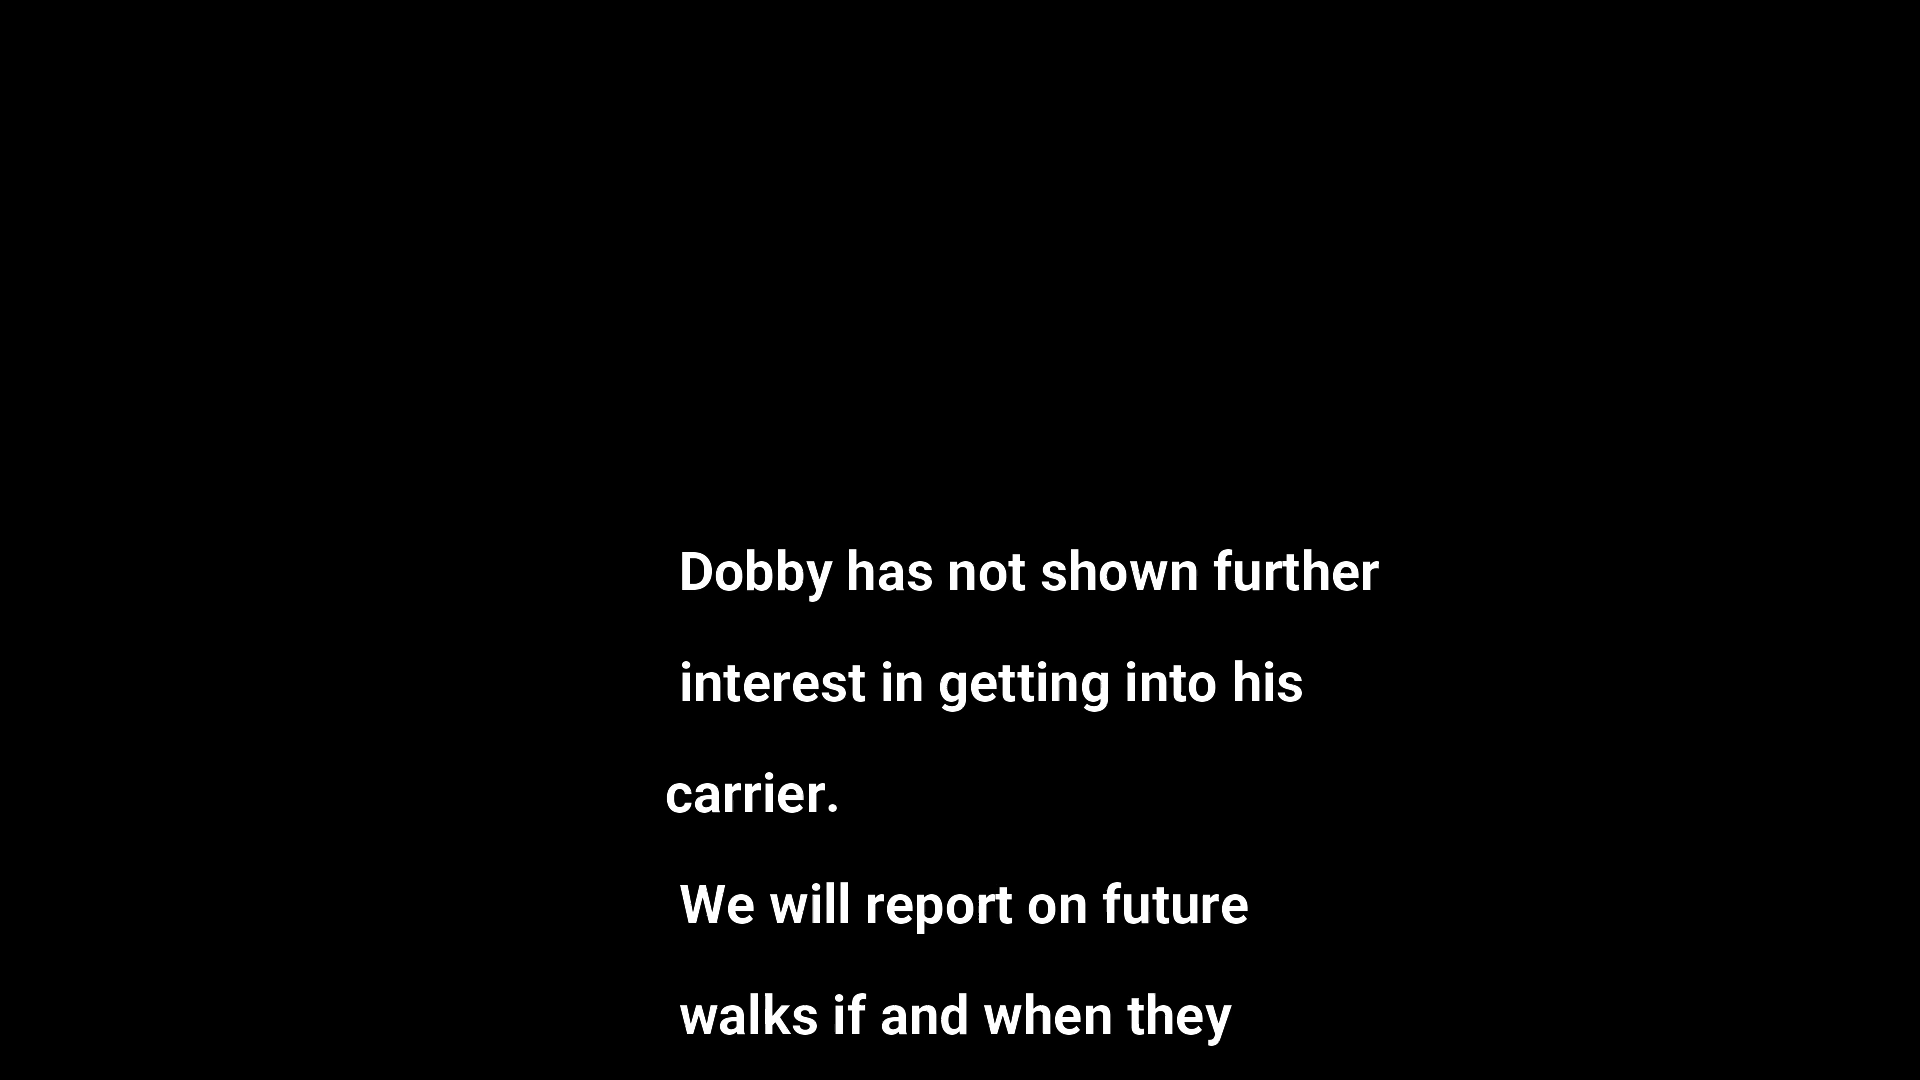 Dobby has not shown further
interest in getting into his
carrier.
We will report on future
walks if and when they